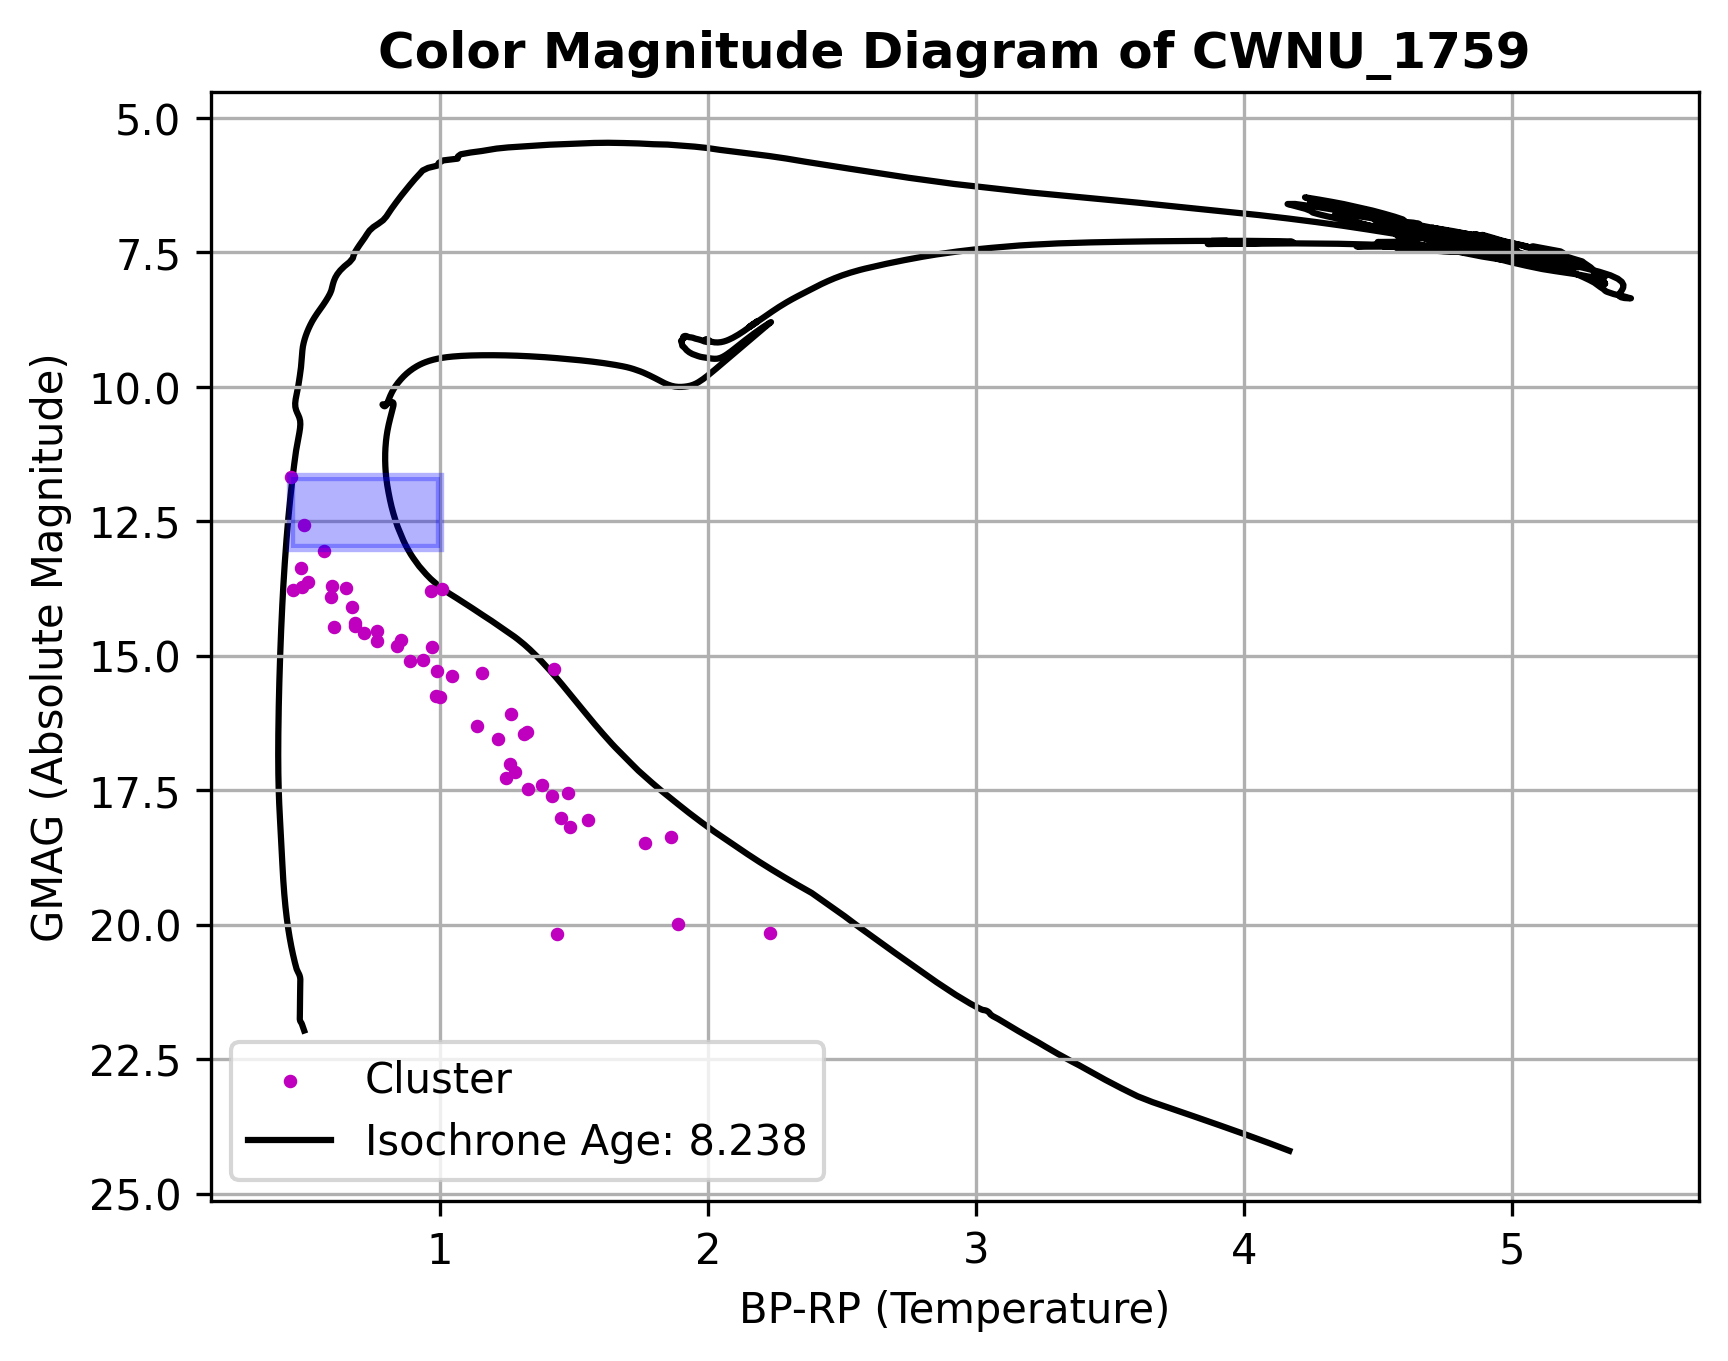 Color Magnitude Diagram of CWNU_1759
GMAG (Absolute Magnitude)
5.0
7.5
10.0
12.5
15.0
17.5
20.0
22.5
25.0
Cluster
Isochrone Age: 8.238
1 2 3 4 5
BP-RP (Temperature)